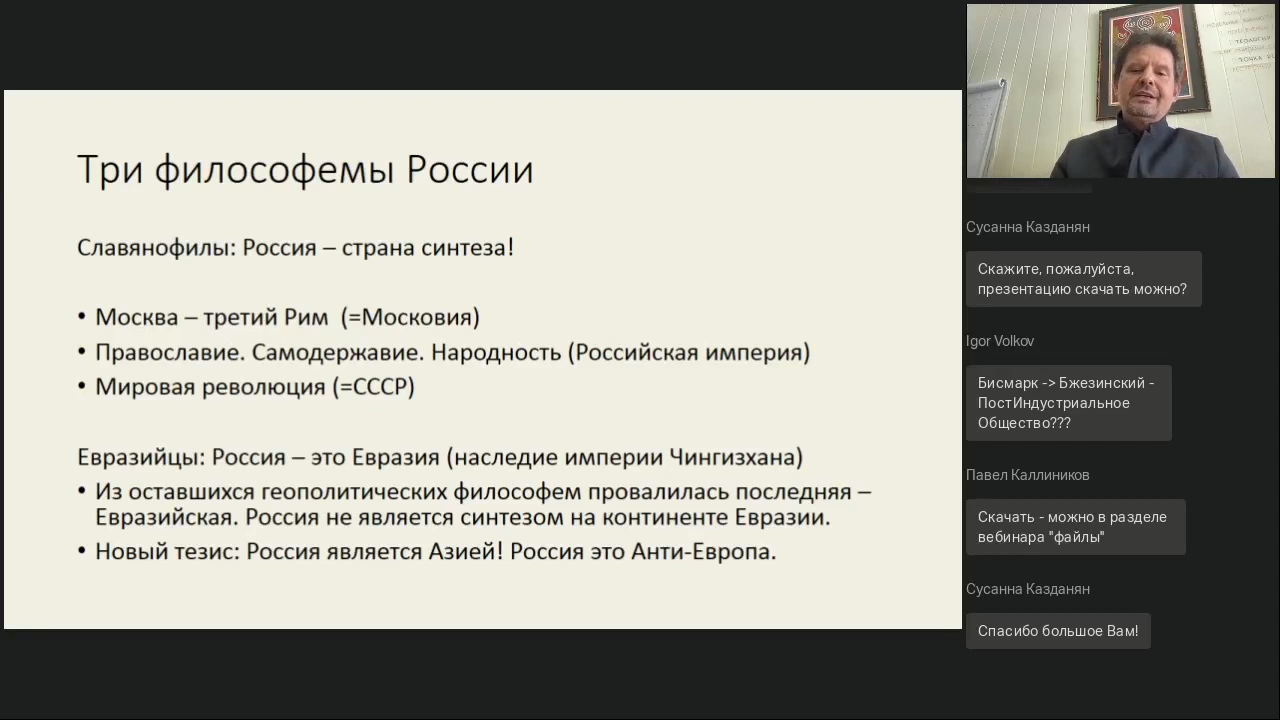 Три философемы России
Славянофилы: Россия – страна синтеза!
• Москва – третий Рим (=Московия)
• Православие. Самодержавие. Народность (Российская империя)
• Мировая революция (=СССР)
Евразийцы: Россия – это Евразия (наследие империи Чингизхана)
• Из оставшихся геополитических философем провалилась последняя –
Евразийская. Россия не является синтезом на континенте Евразии.
• Новый тезис: Россия является Азией! Россия это Анти-Европа.
ТЕОЛОГИЯ
Сусанна Казданян
Скажите, пожалуйста,
презентацию скачать можно?
Igor Volkov
Бисмарк -> Бжезинский -
ПостИндустриальное
Общество???
Павел Каллиников
Скачать - можно в разделе
вебинара "файлы"
Сусанна Казданян
Спасибо большое Вам!